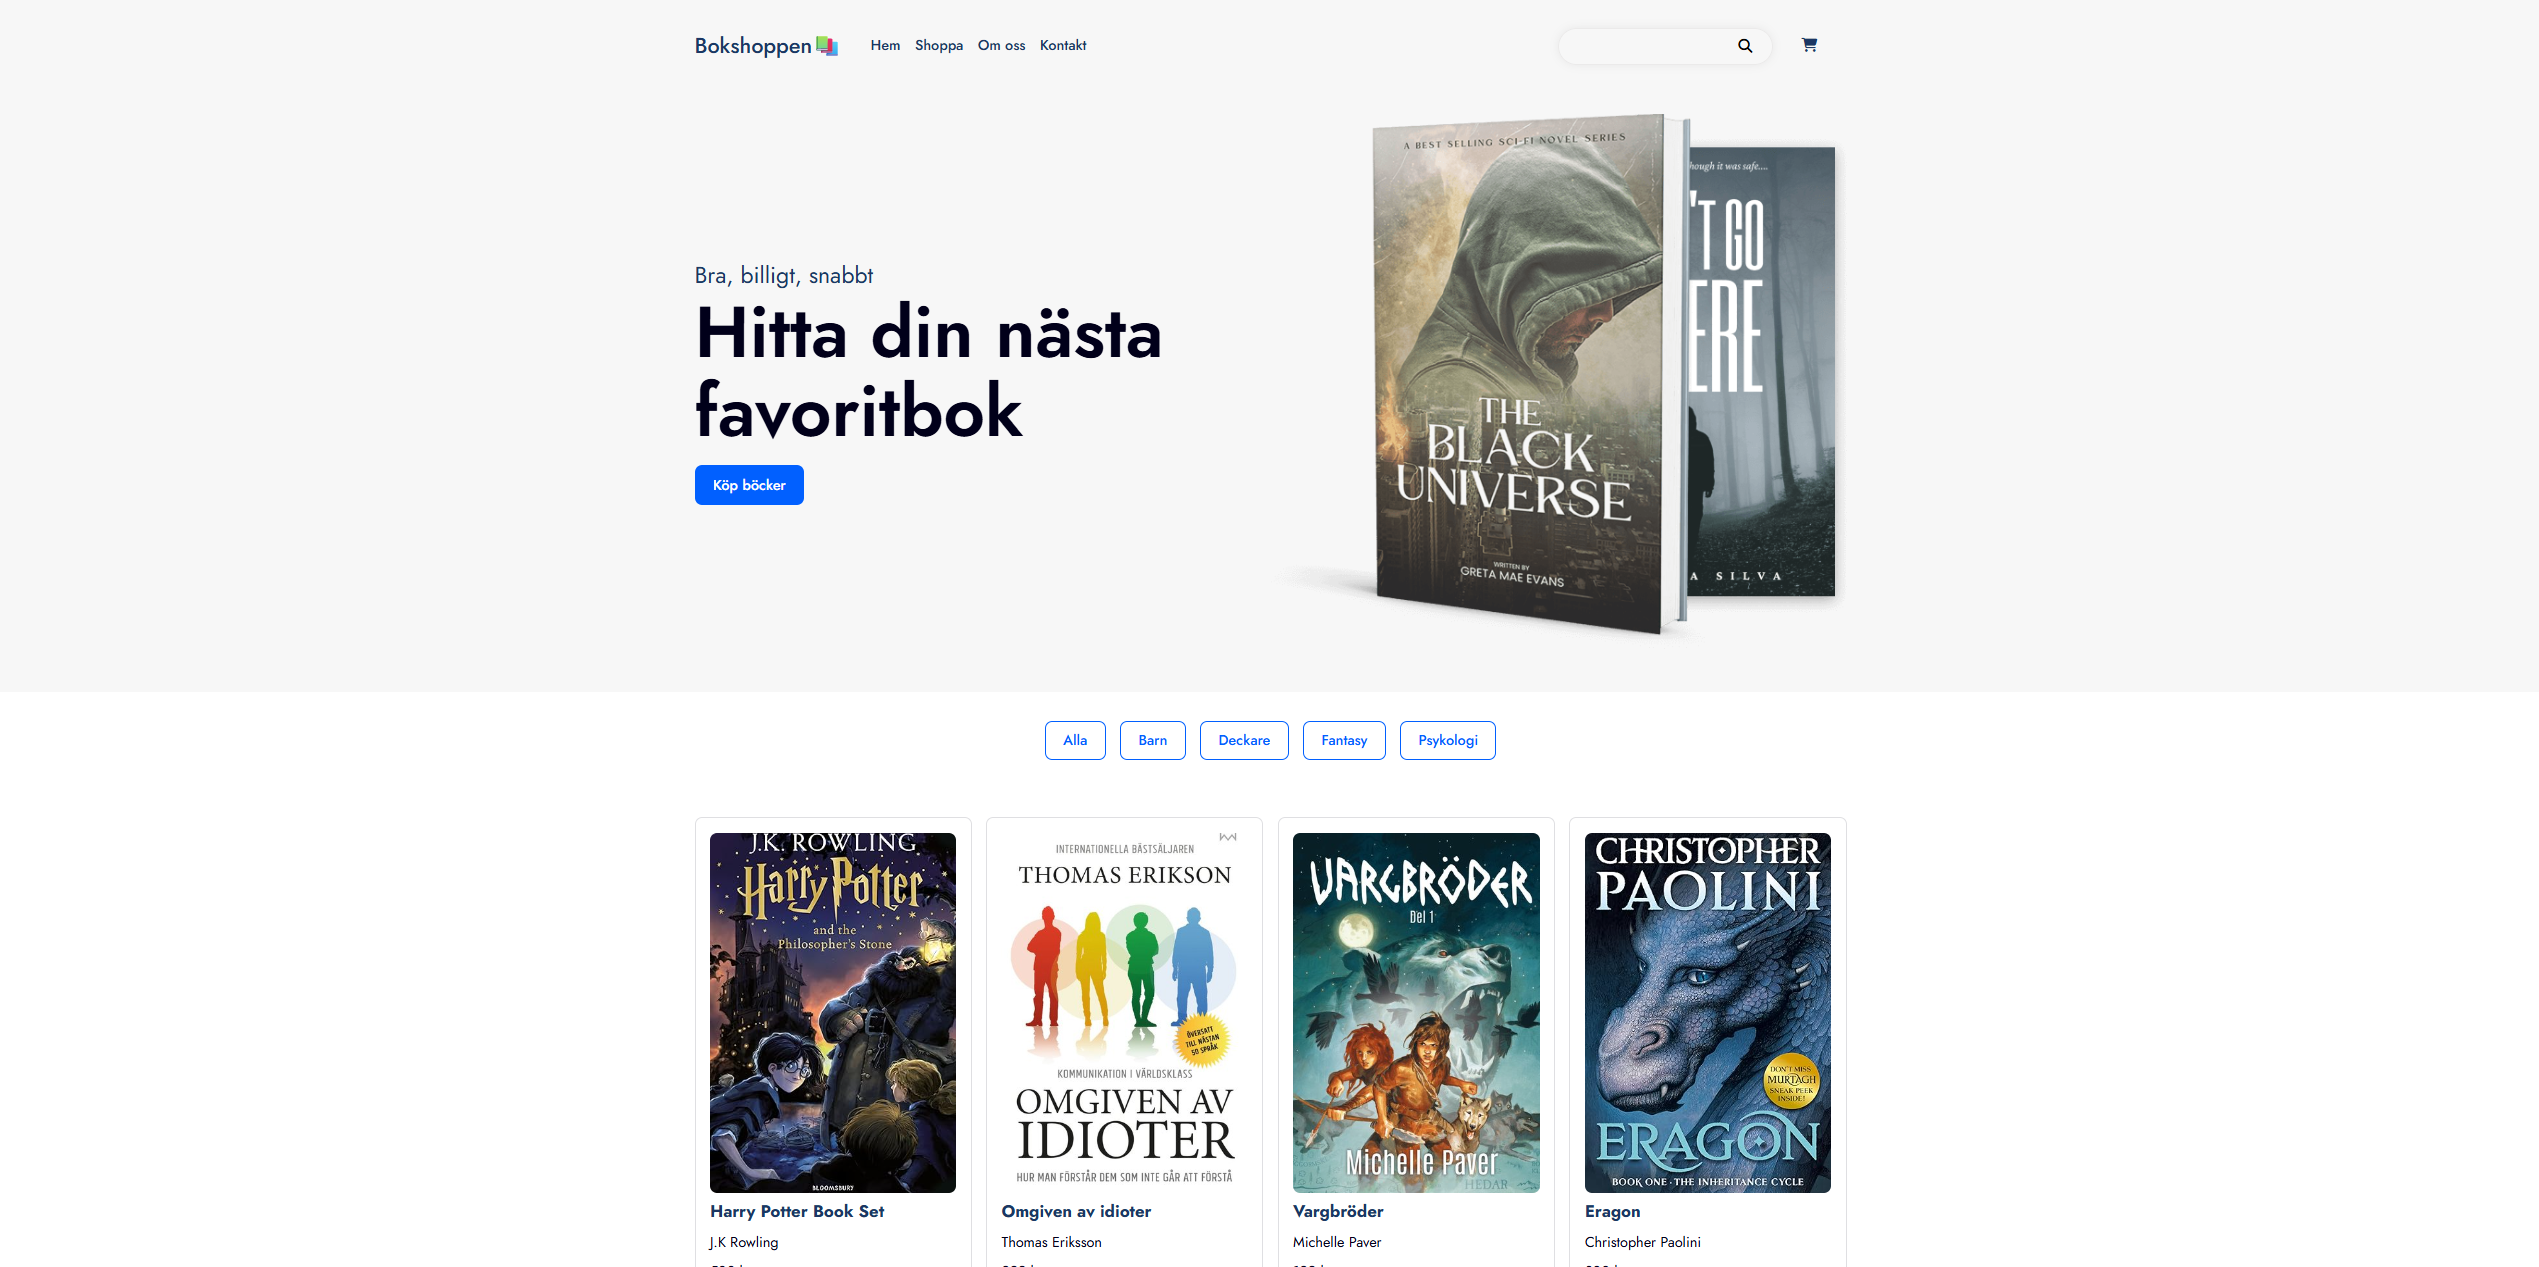 Bokshoppen
Hem Shoppa Om oss Kontakt
A BEST SELLING SCI-FI NOVEL SERIES
THE
BLACK
UNIVERSE
WRITTEN BY
GRETA MAE EVANS
hough it was safe....
'T GO
ERE
A SILVA
Bra, billigt, snabbt
Hitta din nästa
favoritbok
Köp böcker
Alla Barn Deckare Fantasy Psykologi
J.K. ROWLING
Harry Potter
and the
Philosopher's Stone
BLOOMSBURY
Harry Potter Book Set
J.K Rowling
INTERNATIONELLA BÄSTSÄLJAREN
THOMAS ERIKSON
ÖVERSATT
TILL NÄSTAN
50 SPRÅK
KOMMUNIKATION I VÄRLDSKLASS
OMGIVEN AV
IDIOTER
HUR MAN FÖRSTÅR DEM SOM INTE GÅR ATT FÖRSTÅ
Omgiven av idioter
Thomas Eriksson
VARGBRÖDER
Del 1
Michelle Paver
HEDAR
Vargbröder
Michelle Paver
CHRISTOPHER
PAOLINI
DON'T MISS
MURTAGH
SNEAK PEEK
INSIDE!
ERAGON
BOOK ONE · THE INHERITANCE CYCLE
Eragon
Christopher Paolini